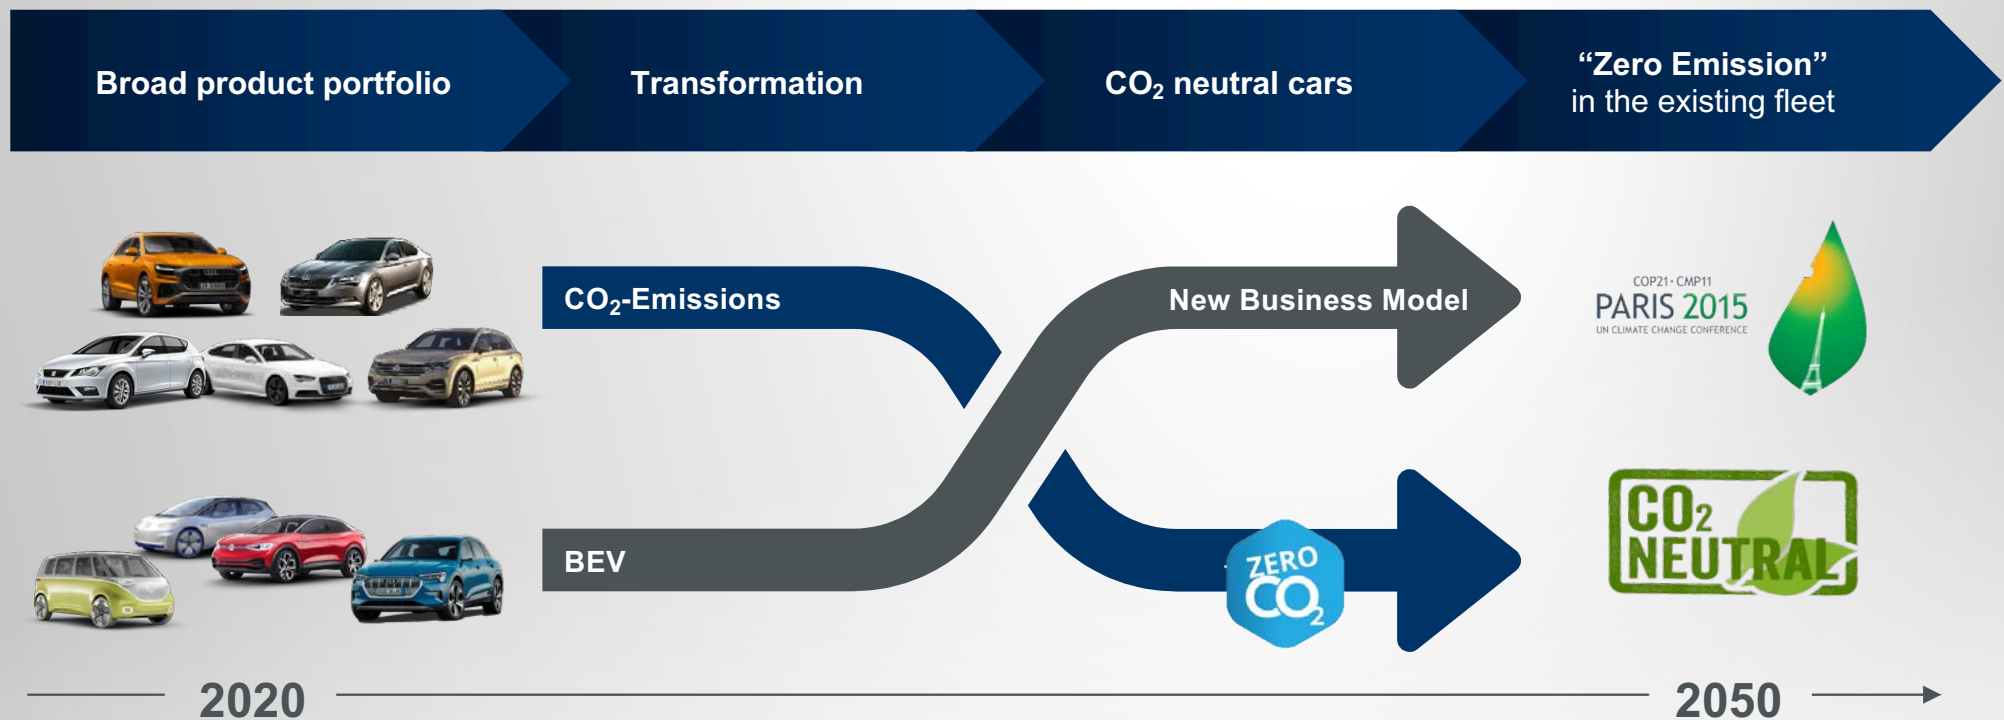 Broad product portfolio
Transformation
CO₂ neutral cars
“Zero Emission”
in the existing fleet
CO₂-Emissions
New Business Model
COP21·CMP11
PARIS 2015
UN CLIMATE CHANGE CONFERENCE
BEV
ZERO
CO₂
CO₂
NEUTRAL
2020
2050